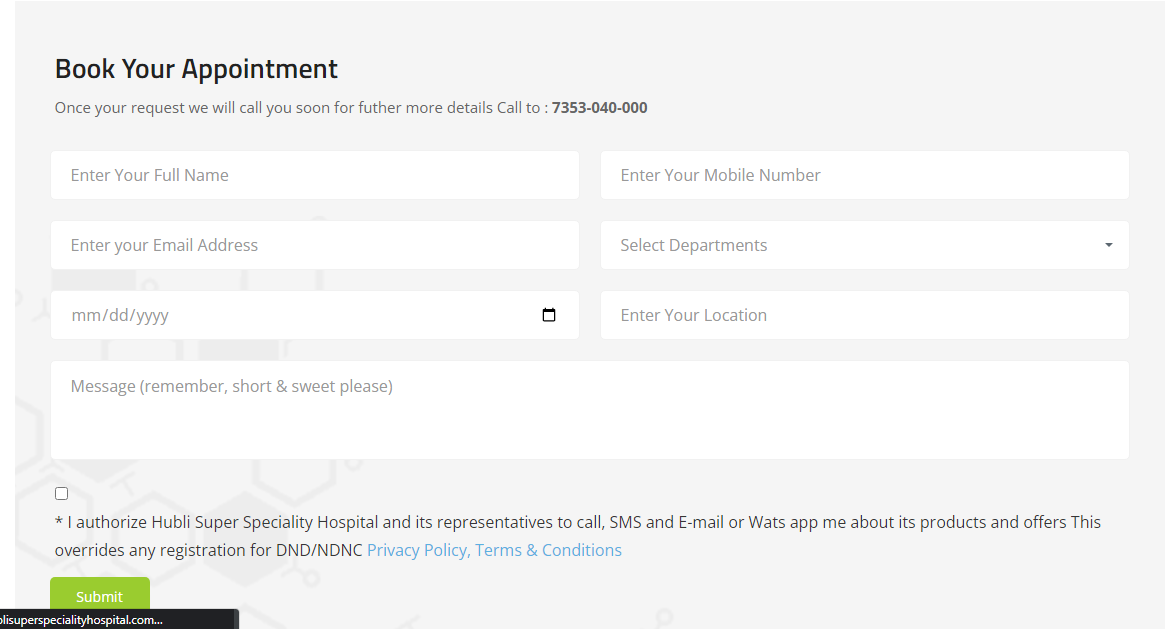 Book Your Appointment
Once your request we will call you soon for futher more details Call to : 7353-040-000
Enter Your Full Name
Enter Your Mobile Number
Enter your Email Address
Select Departments
mm/dd/yyyy
Enter Your Location
Message (remember, short & sweet please)
* I authorize Hubli Super Speciality Hospital and its representatives to call, SMS and E-mail or Wats app me about its products and offers This
overrides any registration for DND/NDNC Privacy Policy, Terms & Conditions
Submit
blisuperspecialityhospital.com...